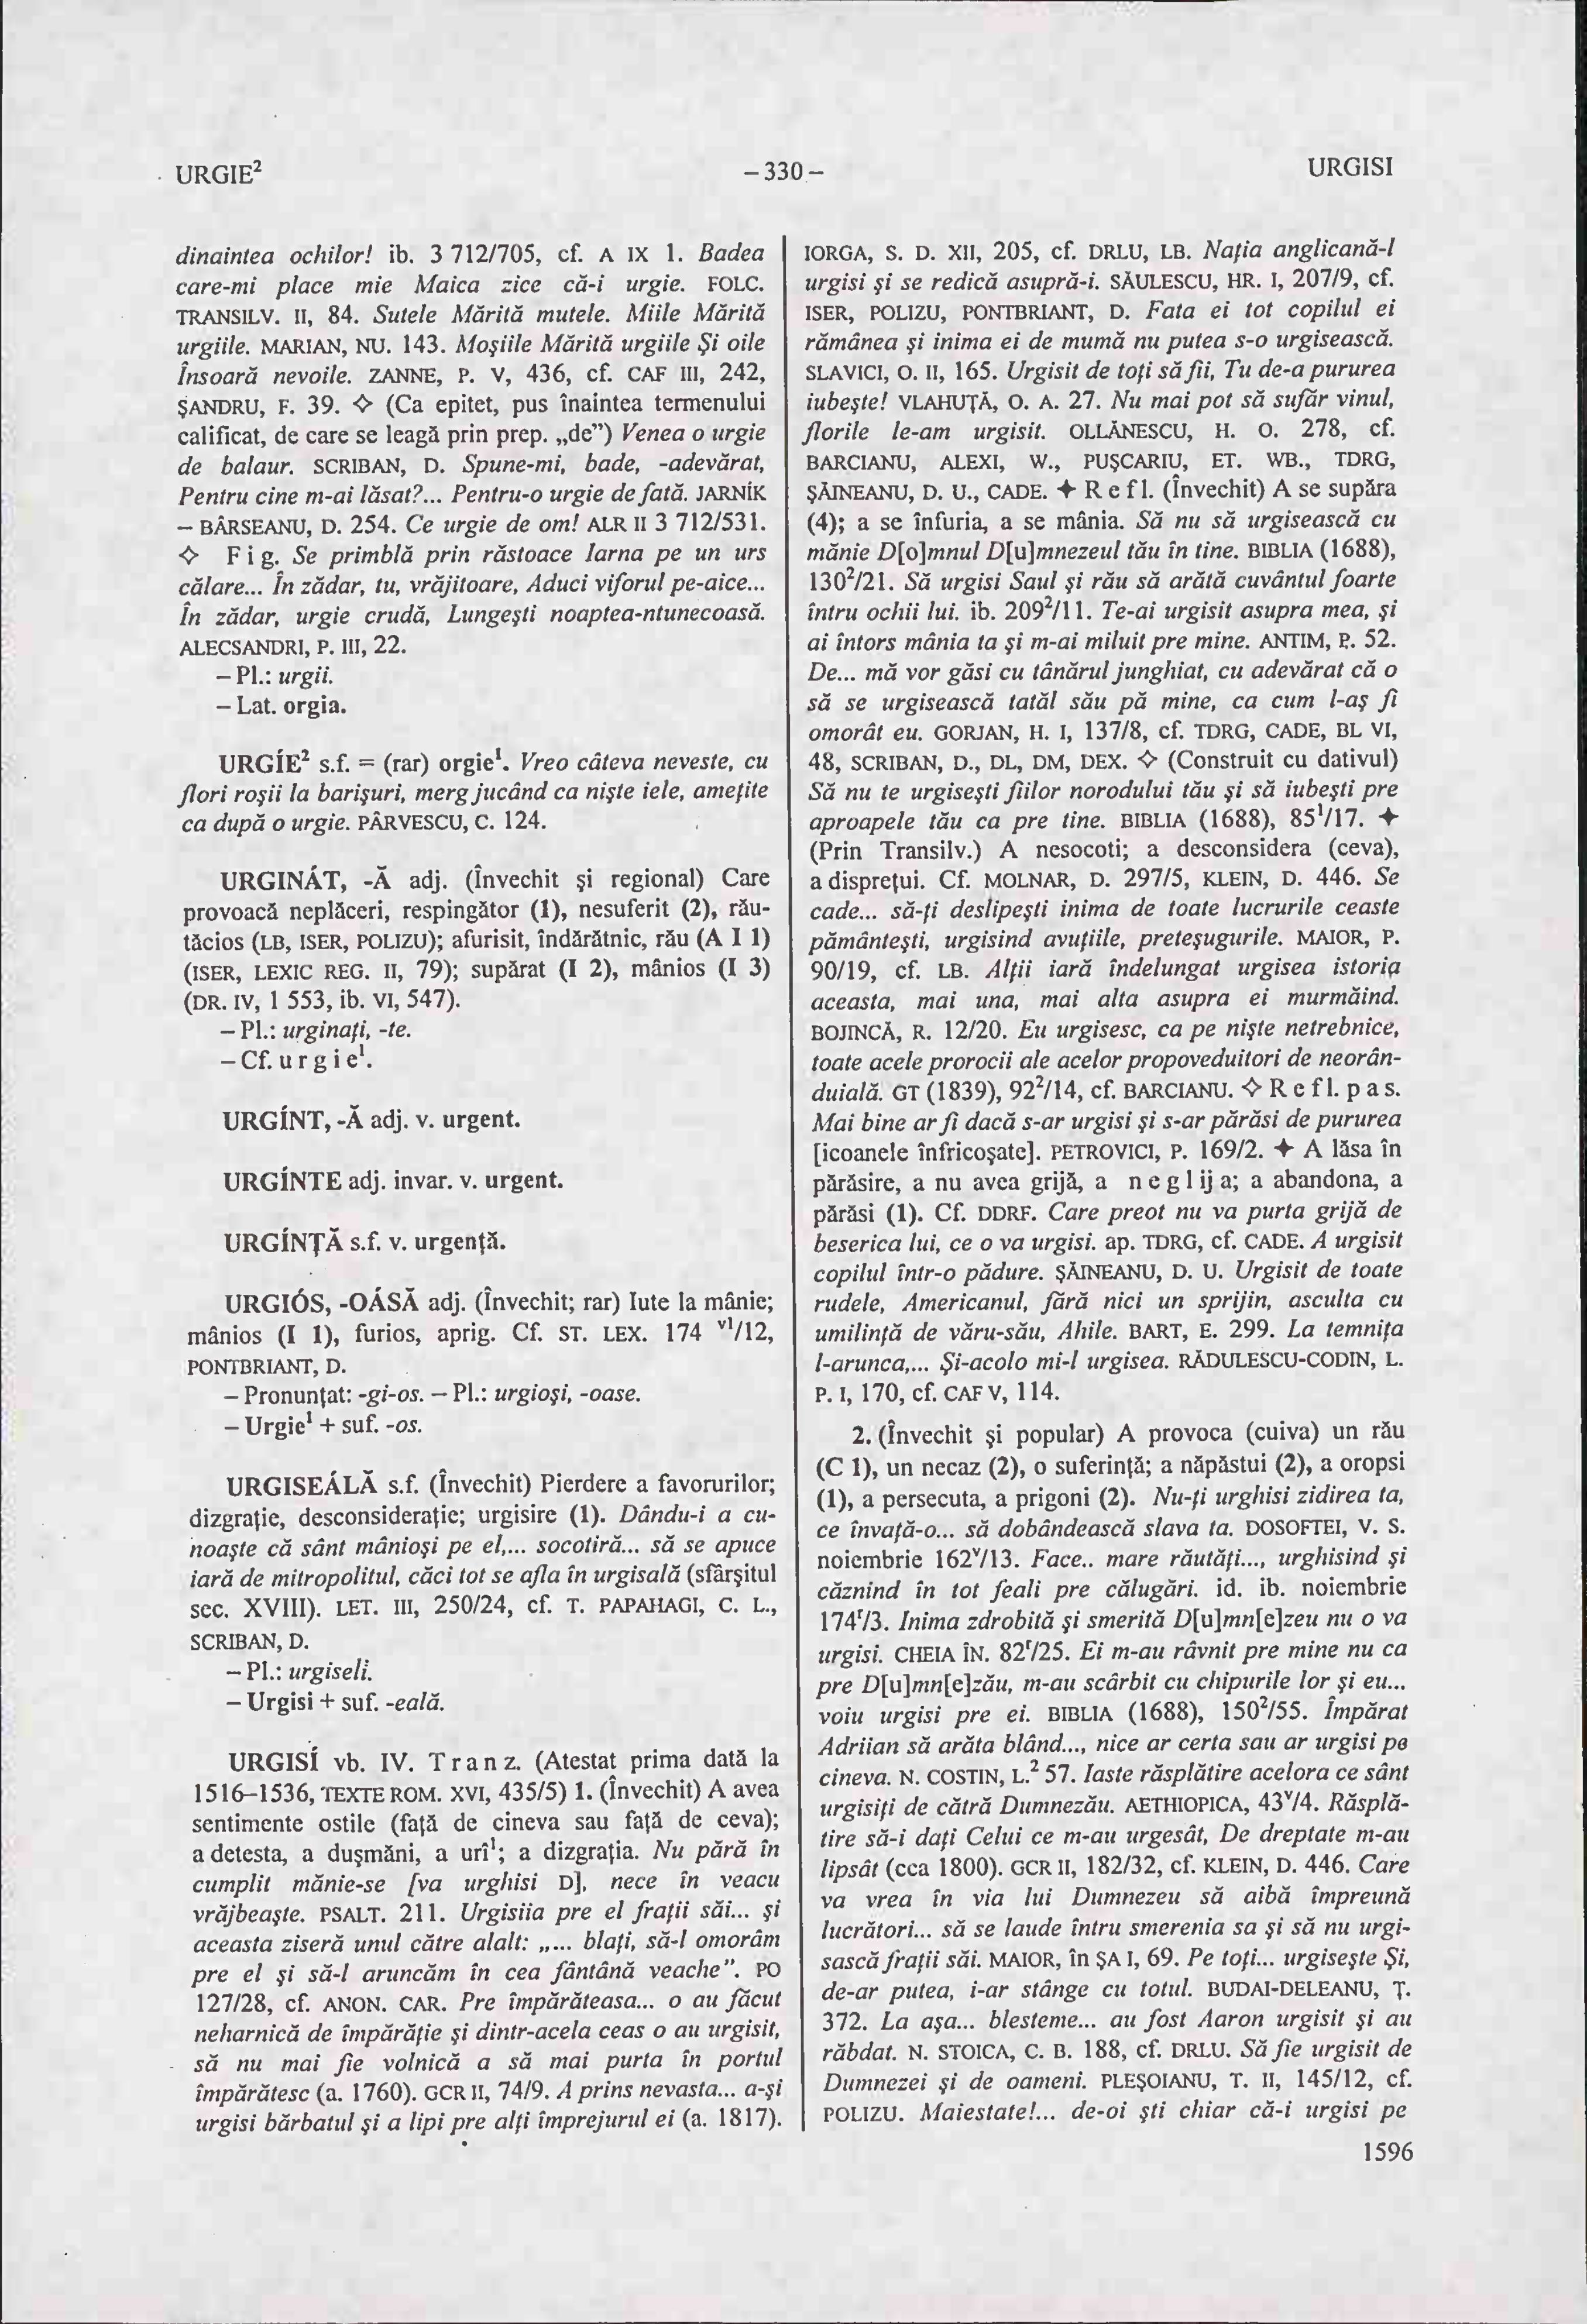 URGIE²
–330–
URGISI
dinaintea ochilor! ib. 3 712/705, cf. A IX 1. Badea
care-mi place mie Maica zice că-i urgie. FOLC.
TRANSILV. II, 84. Sutele Mărită mutele. Miile Mărită
urgiile. MARIAN, NU. 143. Moşiile Mărită urgiile Şi oile
Însoară nevoile. ZANNE, P. V, 436, cf. CAF III, 242,
ŞANDRU, F. 39. ✧ (Ca epitet, pus înaintea termenului
calificat, de care se leagă prin prep. „de”) Venea o urgie
de balaur. SCRIBAN, D. Spune-mi, bade, -adevărat,
Pentru cine m-ai lăsat?... Pentru-o urgie de fată. JARNÍK
– BÂRSEANU, D. 254. Ce urgie de om! ALR II 3 712/531.
✧ F i g. Se primblă prin răstoace Iarna pe un urs
călare... În zădar, tu, vrăjitoare, Aduci viforul pe-aice...
În zădar, urgie crudă, Lungeşti noaptea-ntunecoasă.
ALECSANDRI, P. III, 22.
– Pl.: urgii.
– Lat. orgia.
URGÍE² s.f. = (rar) orgie¹. Vreo câteva neveste, cu
flori roşii la barişuri, merg jucând ca nişte iele, ameţite
ca după o urgie. PÂRVESCU, C. 124.
URGINÁT, -Ă adj. (Învechit şi regional) Care
provoacă neplăceri, respingător (1), nesuferit (2), rău-
tăcios (LB, ISER, POLIZU); afurisit, îndărătnic, rău (A I 1)
(ISER, LEXIC REG. II, 79); supărat (I 2), mânios (I 3)
(DR. IV, 1 553, ib. VI, 547).
– Pl.: urginaţi, -te.
– Cf. u r g i e¹.
URGÍNT, -Ă adj. v. urgent.
URGÍNTE adj. invar. v. urgent.
URGÍNŢĂ s.f. v. urgenţă.
URGIÓS, -OÁSĂ adj. (Învechit; rar) Iute la mânie;
mânios (I 1), furios, aprig. Cf. ST. LEX. 174 ᵛ¹/12,
PONTBRIANT, D.
– Pronunţat: -gi-os. – Pl.: urgioşi, -oase.
– Urgie¹ + suf. -os.
URGISEÁLĂ s.f. (Învechit) Pierdere a favorurilor;
dizgraţie, desconsideraţie; urgisire (1). Dându-i a cu-
noaşte că sânt mânioşi pe el,... socotiră... să se apuce
iară de mitropolitul, căci tot se afla în urgisală (sfârşitul
sec. XVIII). LET. III, 250/24, cf. T. PAPAHAGI, C. L.,
SCRIBAN, D.
– Pl.: urgiseli.
– Urgisi + suf. -eală.
URGISÍ vb. IV. T r a n z. (Atestat prima dată la
1516–1536, TEXTE ROM. XVI, 435/5) 1. (Învechit) A avea
sentimente ostile (faţă de cineva sau faţă de ceva);
a detesta, a duşmăni, a urî¹; a dizgraţia. Nu pără în
cumplit mănie-se [va urghisi D], nece în veacu
vrăjbeaşte. PSALT. 211. Urgisiia pre el fraţii săi... şi
aceasta ziseră unul către alalt: „... blaţi, să-l omorâm
pre el şi să-l aruncăm în cea fântână veache”. PO
127/28, cf. ANON. CAR. Pre împărăteasa... o au făcut
neharnică de împărăţie şi dintr-acela ceas o au urgisit,
să nu mai fie volnică a să mai purta în portul
împărătesc (a. 1760). GCR II, 74/9. A prins nevasta... a-şi
urgisi bărbatul şi a lipi pre alţi împrejurul ei (a. 1817).
IORGA, S. D. XII, 205, cf. DRLU, LB. Naţia anglicană-l
urgisi şi se redică asupră-i. SĂULESCU, HR. I, 207/9, cf.
ISER, POLIZU, PONTBRIANT, D. Fata ei tot copilul ei
rămânea şi inima ei de mumă nu putea s-o urgisească.
SLAVICI, O. II, 165. Urgisit de toţi să fii, Tu de-a pururea
iubeşte! VLAHUŢĂ, O. A. 27. Nu mai pot să sufăr vinul,
florile le-am urgisit. OLLĂNESCU, H. O. 278, cf.
BARCIANU, ALEXI, W., PUŞCARIU, ET. WB., TDRG,
ŞĂINEANU, D. U., CADE. ✦ R e f l. (Învechit) A se supăra
(4); a se înfuria, a se mânia. Să nu să urgisească cu
mănie D[o]mnul D[u]mnezeul tău în tine. BIBLIA (1688),
130²/21. Să urgisi Saul şi rău să arătă cuvântul foarte
întru ochii lui. ib. 209²/11. Te-ai urgisit asupra mea, şi
ai întors mânia ta şi m-ai miluit pre mine. ANTIM, P. 52.
De... mă vor găsi cu tânărul junghiat, cu adevărat că o
să se urgisească tatăl său pă mine, ca cum l-aş fi
omorât eu. GORJAN, H. I, 137/8, cf. TDRG, CADE, BL VI,
48, SCRIBAN, D., DL, DM, DEX. ✧ (Construit cu dativul)
Să nu te urgiseşti fiilor norodului tău şi să iubeşti pre
aproapele tău ca pre tine. BIBLIA (1688), 85¹/17. ✦
(Prin Transilv.) A nesocoti; a desconsidera (ceva),
a dispreţui. Cf. MOLNAR, D. 297/5, KLEIN, D. 446. Se
cade... să-ţi deslipeşti inima de toate lucrurile ceaste
pământeşti, urgisind avuţiile, preteşugurile. MAIOR, P.
90/19, cf. LB. Alţii iară îndelungat urgisea istoria
aceasta, mai una, mai alta asupra ei murmăind.
BOJINCĂ, R. 12/20. Eu urgisesc, ca pe nişte netrebnice,
toate acele prorocii ale acelor propoveduitori de neorân-
duială. GT (1839), 92²/14, cf. BARCIANU. ✧ R e f l. p a s.
Mai bine ar fi dacă s-ar urgisi şi s-ar părăsi de pururea
[icoanele înfricoşate]. PETROVICI, P. 169/2. ✦ A lăsa în
părăsire, a nu avea grijă, a n e g l i j a; a abandona, a
părăsi (1). Cf. DDRF. Care preot nu va purta grijă de
beserica lui, ce o va urgisi. ap. TDRG, cf. CADE. A urgisit
copilul într-o pădure. ŞĂINEANU, D. U. Urgisit de toate
rudele, Americanul, fără nici un sprijin, asculta cu
umilinţă de văru-său, Ahile. BART, E. 299. La temniţa
l-arunca,... Şi-acolo mi-l urgisea. RĂDULESCU-CODIN, L.
P. I, 170, cf. CAF V, 114.
2. (Învechit şi popular) A provoca (cuiva) un rău
(C 1), un necaz (2), o suferinţă; a năpăstui (2), a oropsi
(1), a persecuta, a prigoni (2). Nu-ţi urghisi zidirea ta,
ce învaţă-o... să dobândească slava ta. DOSOFTEI, V. S.
noiembrie 162ᵛ/13. Face.. mare răutăţi..., urghisind şi
căznind în tot feali pre călugări. id. ib. noiembrie
174ʳ/3. Inima zdrobită şi smerită D[u]mn[e]zeu nu o va
urgisi. CHEIA ÎN. 82ʳ/25. Ei m-au râvnit pre mine nu ca
pre D[u]mn[e]zău, m-au scârbit cu chipurile lor şi eu...
voiu urgisi pre ei. BIBLIA (1688), 150²/55. Împărat
Adriian să arăta blând..., nice ar certa sau ar urgisi pe
cineva. N. COSTIN, L.² 57. Iaste răsplătire acelora ce sânt
urgisiţi de cătră Dumnezău. AETHIOPICA, 43ᵛ/4. Răsplă-
tire să-i daţi Celui ce m-au urgesât, De dreptate m-au
lipsât (cca 1800). GCR II, 182/32, cf. KLEIN, D. 446. Care
va vrea în via lui Dumnezeu să aibă împreună
lucrători... să se laude întru smerenia sa şi să nu urgi-
sască fraţii săi. MAIOR, în ŞA I, 69. Pe toţi... urgiseşte Şi,
de-ar putea, i-ar stânge cu totul. BUDAI-DELEANU, Ţ.
372. La aşa... blesteme... au fost Aaron urgisit şi au
răbdat. N. STOICA, C. B. 188, cf. DRLU. Să fie urgisit de
Dumnezei şi de oameni. PLEŞOIANU, T. II, 145/12, cf.
POLIZU. Maiestate!... de-oi şti chiar că-i urgisi pe
1596